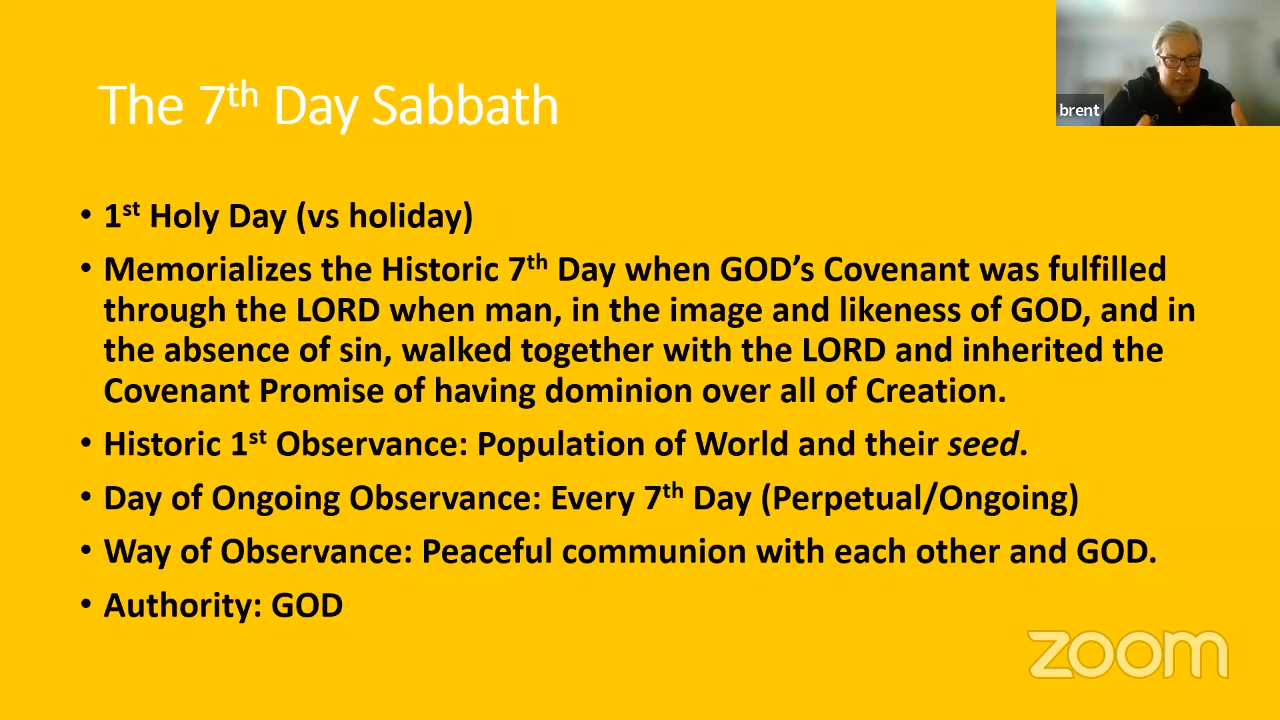 The 7th Day Sabbath
brent
• 1st Holy Day (vs holiday)
• Memorializes the Historic 7th Day when GOD’s Covenant was fulfilled
through the LORD when man, in the image and likeness of GOD, and in
the absence of sin, walked together with the LORD and inherited the
Covenant Promise of having dominion over all of Creation.
• Historic 1st Observance: Population of World and their seed.
• Day of Ongoing Observance: Every 7th Day (Perpetual/Ongoing)
• Way of Observance: Peaceful communion with each other and GOD.
• Authority: GOD
zoom